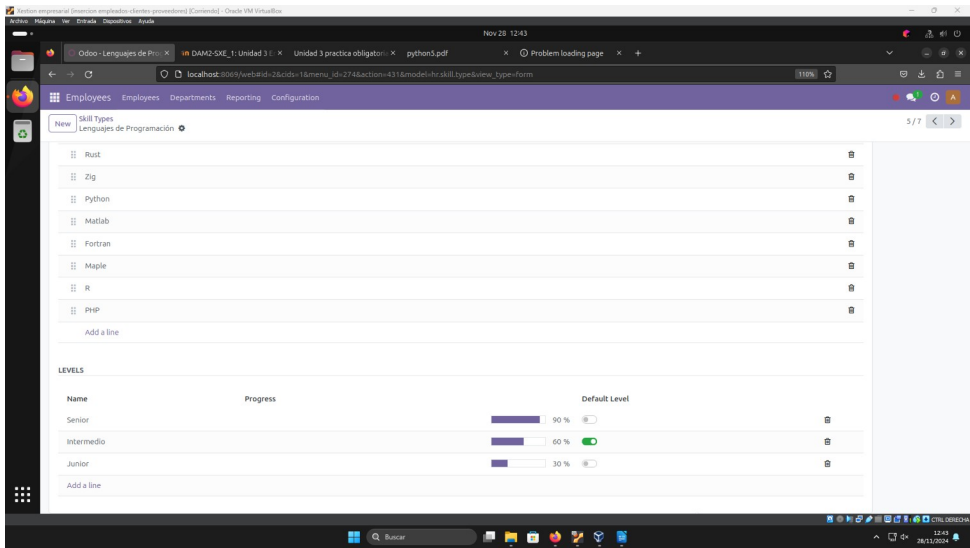 Xestion empresarial (insercion empleados-clientes-proveedores) [Corriendo] - Oracle VM VirtualBox
Archivo Máquina Ver Entrada Dispositivos Ayuda
Nov 28 12:43
Odoo - Lenguajes de Pro
DAM2-SXE_1: Unidad 3 E
Unidad 3 practica obligatori
python5.pdf
Problem loading page
localhost:8069/web#id=2&cids=1&menu_id=274&action=431&model=hr.skill.type&view_type=form
110%
Employees Employees Departments Reporting Configuration
1
A
New
Skill Types
Lenguajes de Programación
5 / 7
Rust
Zig
Python
Matlab
Fortran
Maple
R
PHP
Add a line
LEVELS
Name Progress Default Level
Senior 90 %
Intermedio 60 %
Junior 30 %
Add a line
CTRL DERECHA
Buscar
12:43
28/11/2024